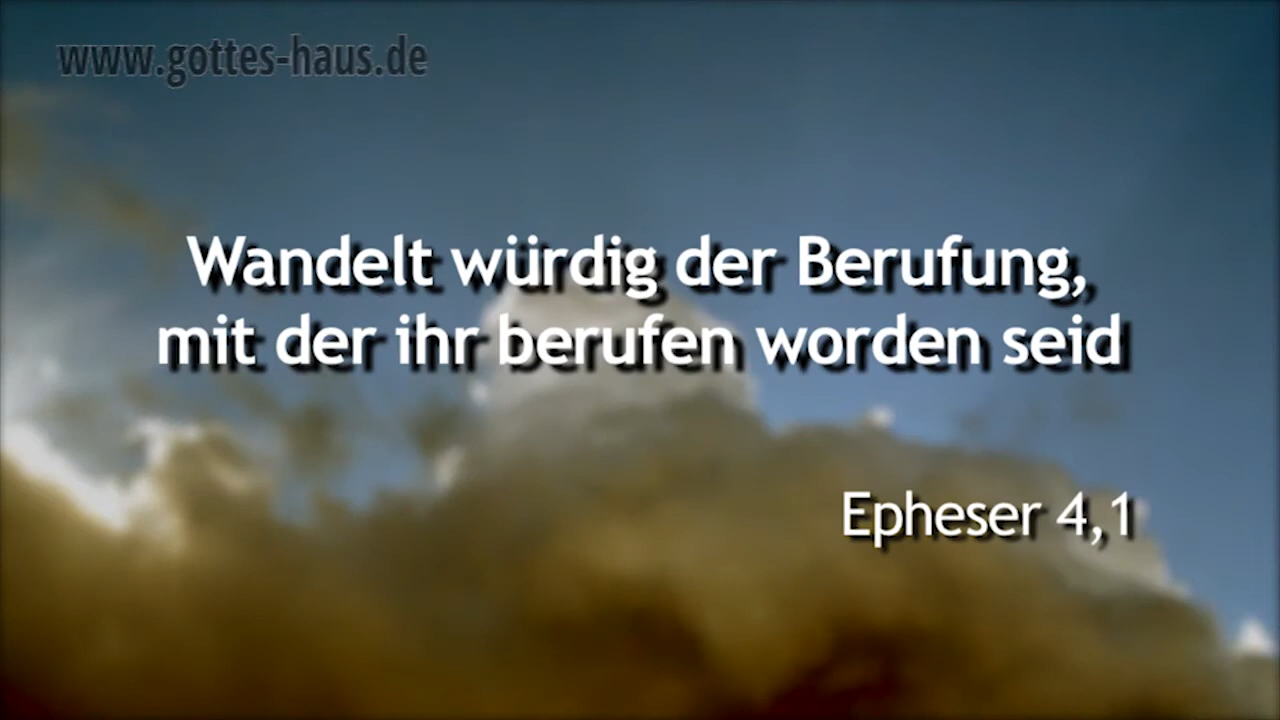 www.gottes-haus.de
Wandelt würdig der Berufung,
mit der ihr berufen worden seid
Epheser 4,1